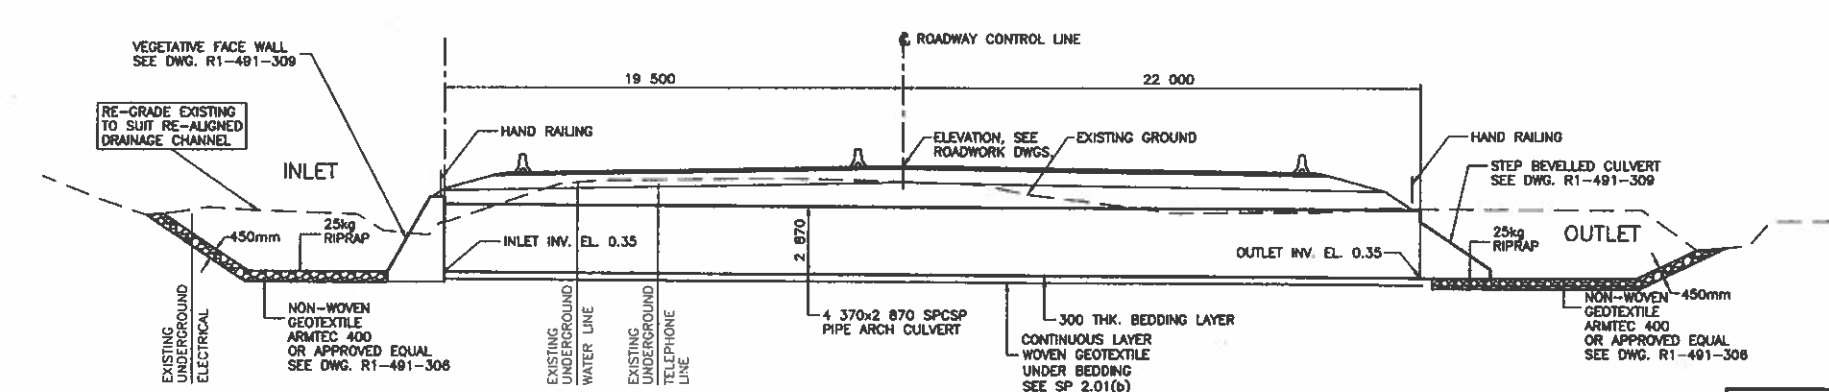 VEGETATIVE FACE WALL
SEE DWG. R1-491-309
RE-GRADE EXISTING
TO SUIT RE-ALIGNED
DRAINAGE CHANNEL
INLET
HAND RAILING
19 500
℄ ROADWAY CONTROL LINE
22 000
ELEVATION, SEE
ROADWORK DWGS.
EXISTING GROUND
HAND RAILING
STEP BEVELLED CULVERT
SEE DWG. R1-491-309
450mm
25kg
RIPRAP
INLET INV. EL. 0.35
2 870
OUTLET INV. EL. 0.35
25kg
RIPRAP
OUTLET
450mm
EXISTING
UNDERGROUND
ELECTRICAL
NON-WOVEN
GEOTEXTILE
ARMTEC 400
OR APPROVED EQUAL
SEE DWG. R1-491-306
EXISTING
UNDERGROUND
WATER LINE
EXISTING
UNDERGROUND
TELEPHONE
LINE
4 370x2 870 SPCSP
PIPE ARCH CULVERT
300 THK. BEDDING LAYER
CONTINUOUS LAYER
WOVEN GEOTEXTILE
UNDER BEDDING
SEE SP 2.01(b)
NON-WOVEN
GEOTEXTILE
ARMTEC 400
OR APPROVED EQUAL
SEE DWG. R1-491-306